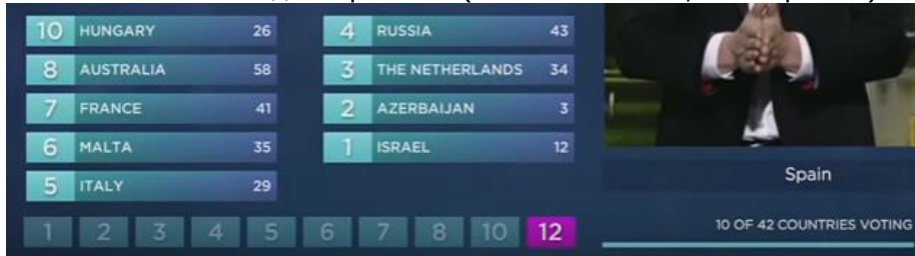 10 HUNGARY 26
8 AUSTRALIA 58
7 FRANCE 41
6 MALTA 35
5 ITALY 29
4 RUSSIA 43
3 THE NETHERLANDS 34
2 AZERBAIJAN 3
1 ISRAEL 12
1 2 3 4 5 6 7 8 10 12
Spain
10 OF 42 COUNTRIES VOTING